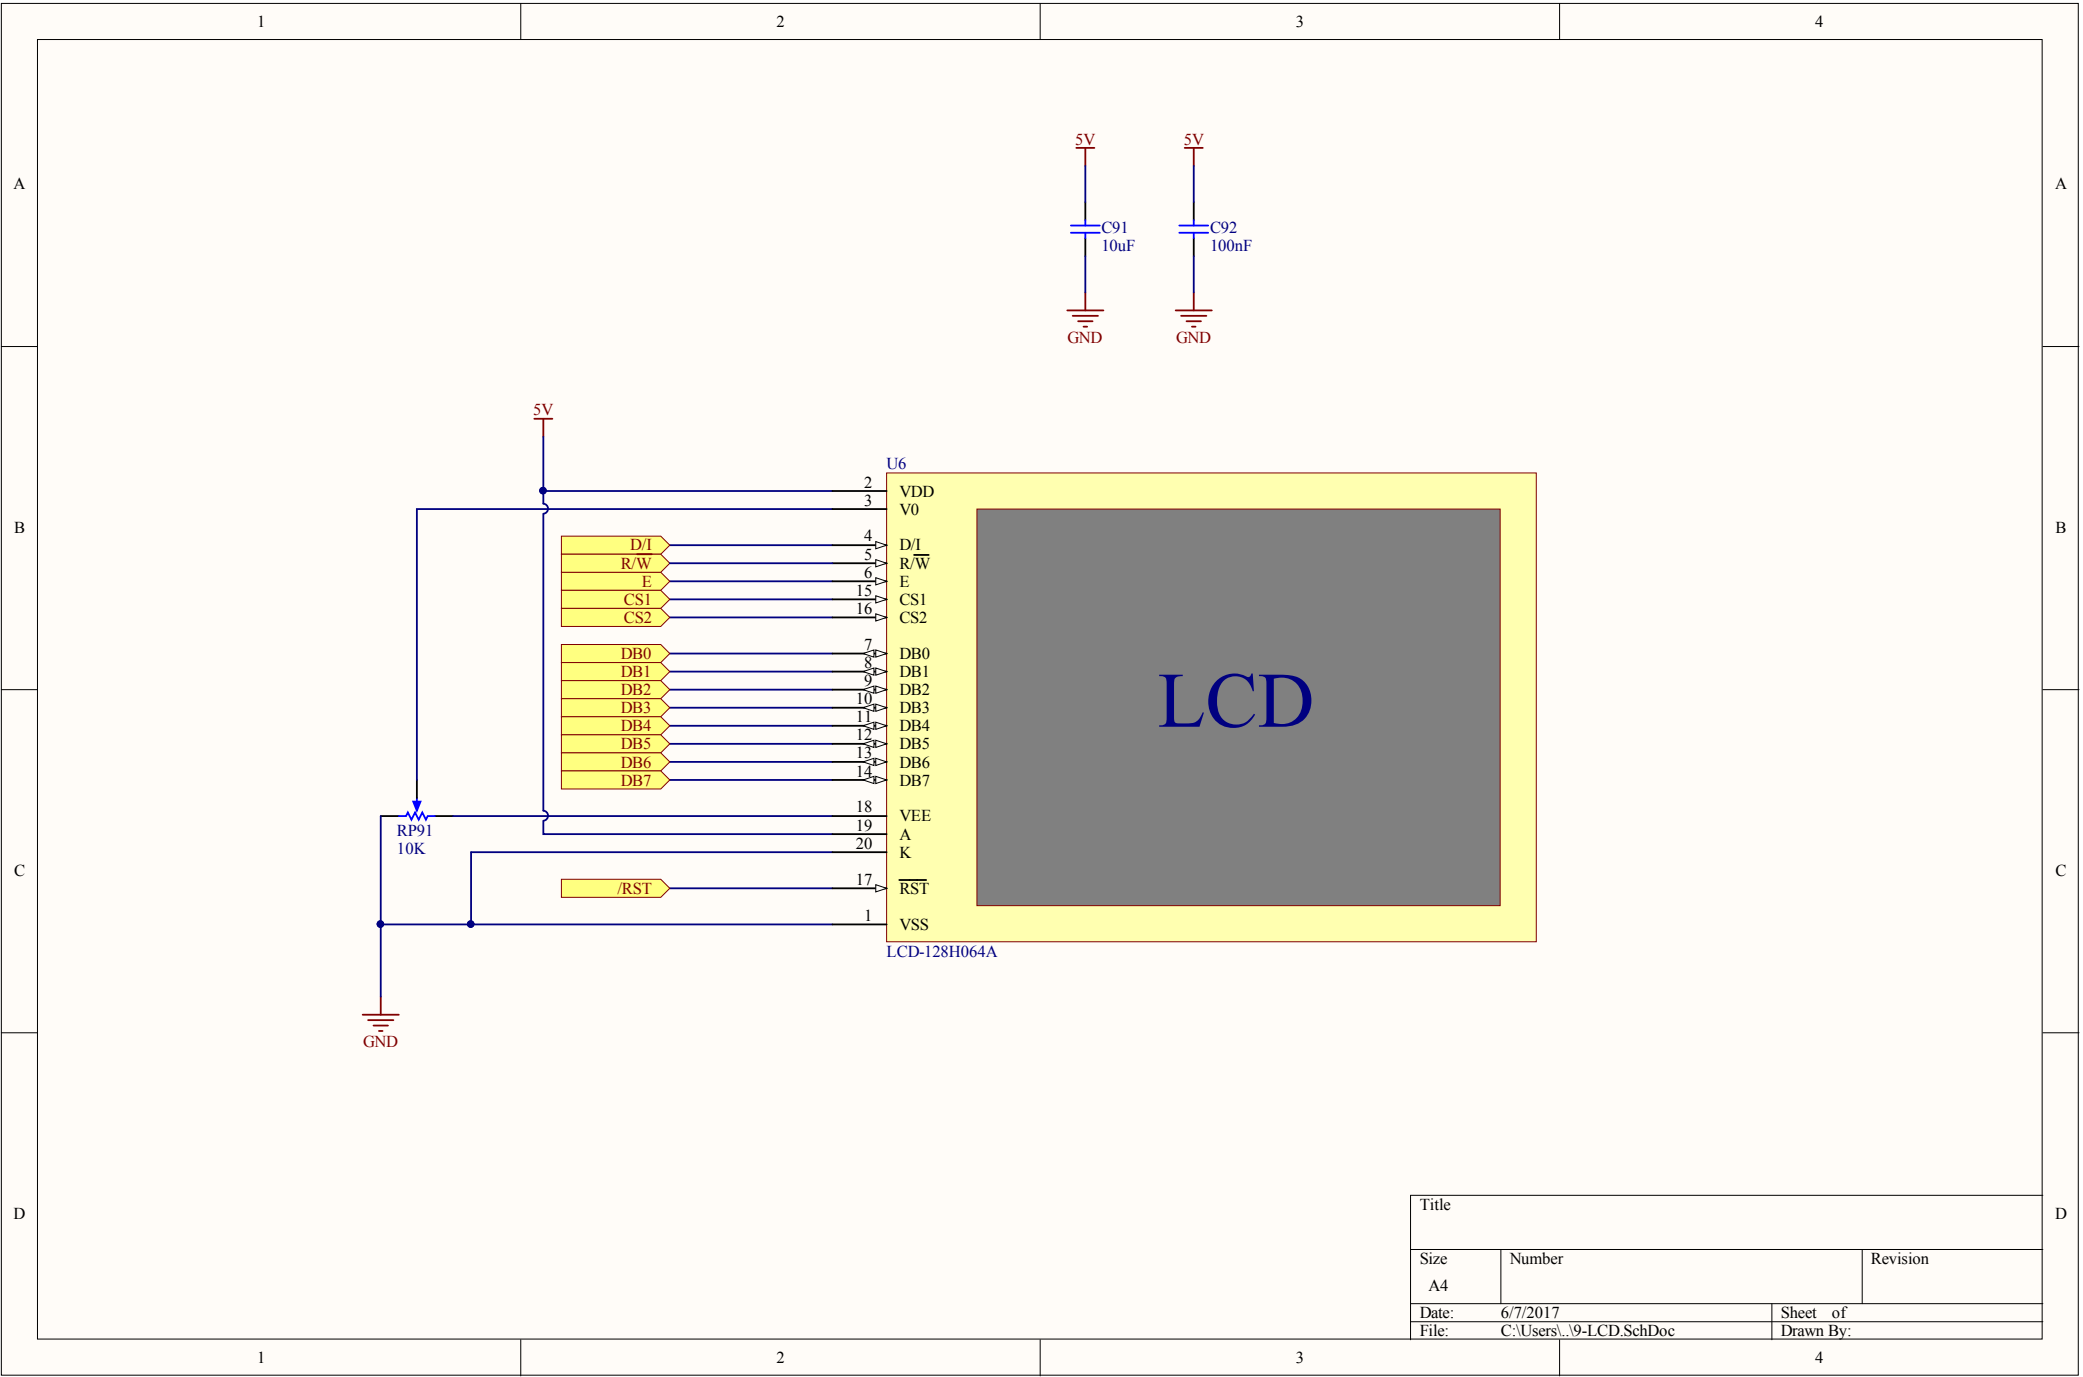 1 2 3 4
A A
5V 5V
C91 C92
10uF 100nF
GND GND
B B
5V
U6
2 VDD
3 V0
D/I 4 D/I
R/W̅ 5 R/W̅
E 6 E
CS1 15 CS1
CS2 16 CS2
DB0 7 DB0
DB1 8 DB1
DB2 9 DB2
DB3 10 DB3
DB4 11 DB4
DB5 12 DB5
DB6 13 DB6
DB7 14 DB7
LCD
18 VEE
RP91 19 A
10K 20 K
C C
/RST 17 R̅S̅T̅
1 VSS
LCD-128H064A
GND
D D
Title
Size Number Revision
A4
Date: 6/7/2017 Sheet of
File: C:\Users\..\9-LCD.SchDoc Drawn By:
1 2 3 4